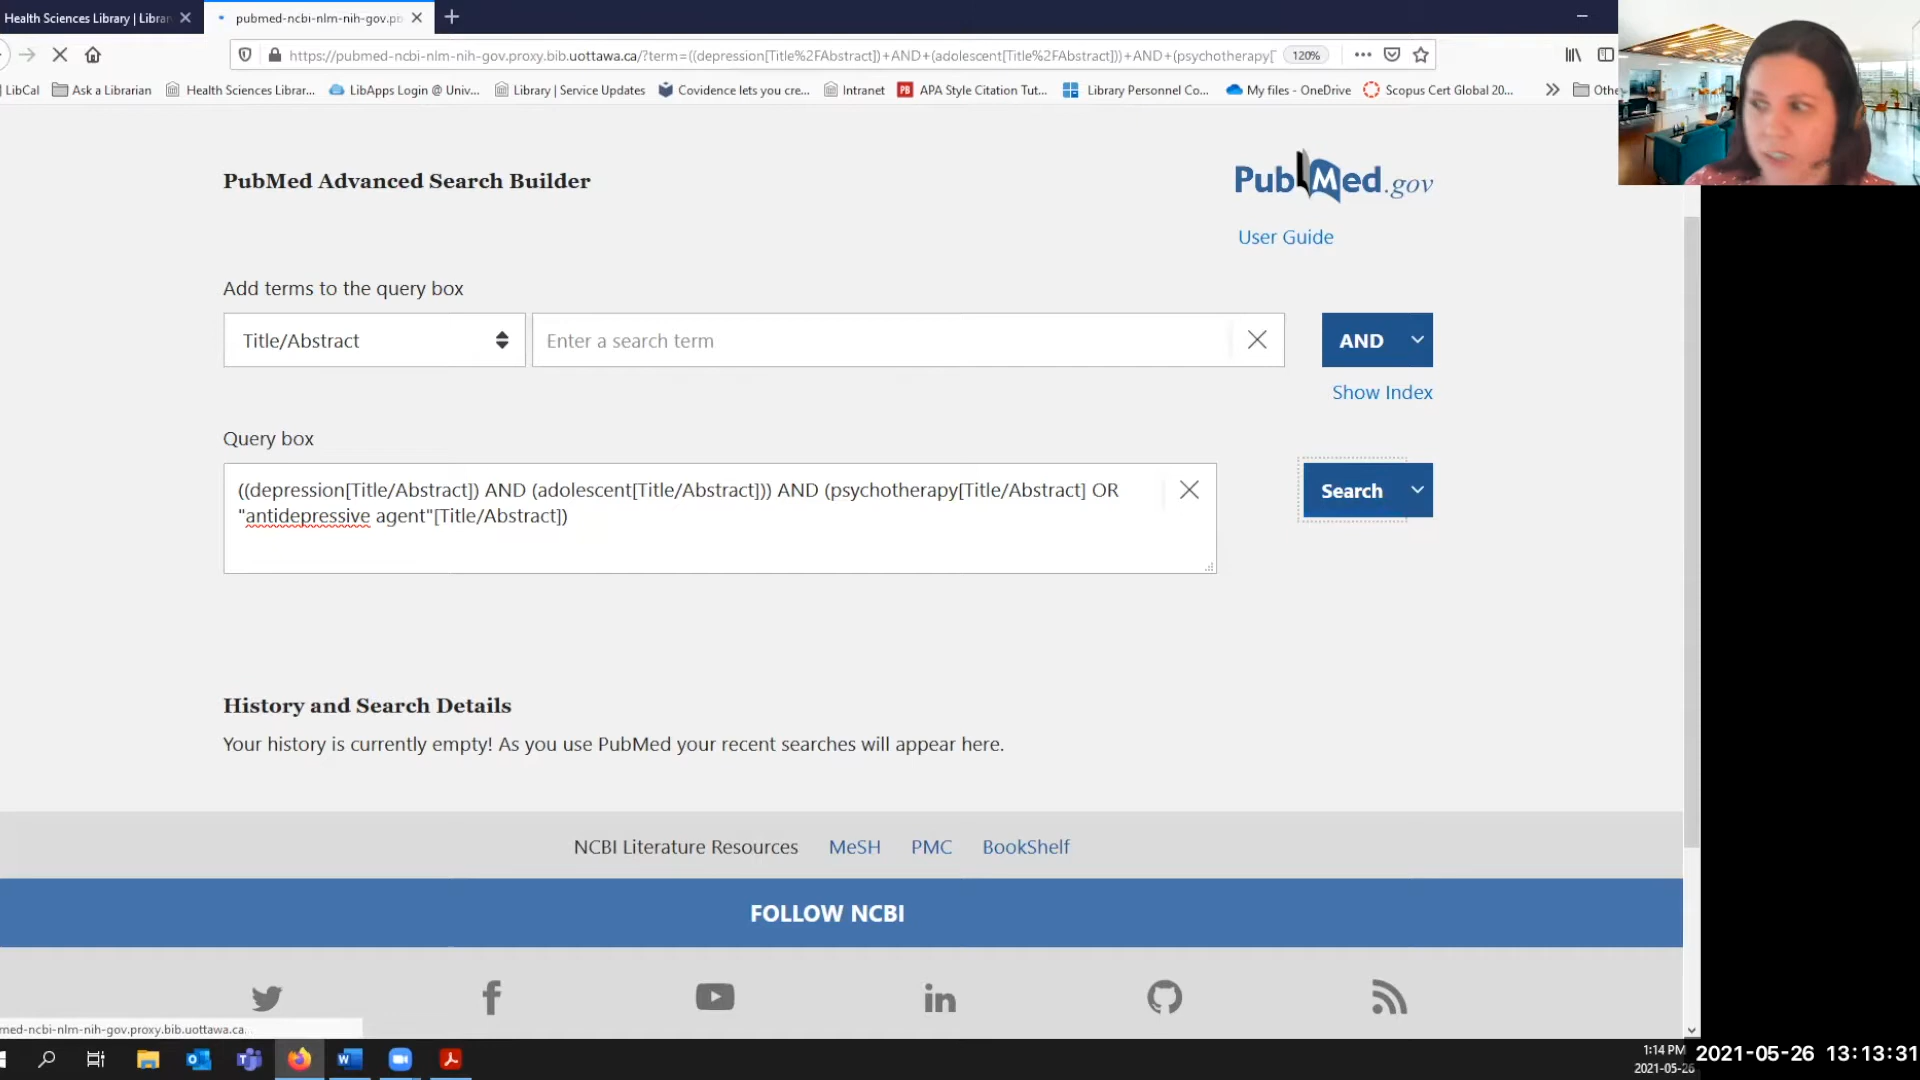 Health Sciences Library | Librar
pubmed-ncbi-nlm-nih-gov.pr
https://pubmed-ncbi-nlm-nih-gov.proxy.bib.uottawa.ca/?term=((depression[Title%2FAbstract])+AND+(adolescent[Title%2FAbstract]))+AND+(psychotherapy[
120%
LibCal
Ask a Librarian
Health Sciences Librar...
LibApps Login @ Univ...
Library | Service Updates
Covidence lets you cre...
Intranet
APA Style Citation Tut...
Library Personnel Co...
My files - OneDrive
Scopus Cert Global 20...
Othe
PubMed Advanced Search Builder
PubMed.gov
User Guide
Add terms to the query box
Title/Abstract
Enter a search term
AND
Show Index
Query box
((depression[Title/Abstract]) AND (adolescent[Title/Abstract])) AND (psychotherapy[Title/Abstract] OR
"antidepressive agent"[Title/Abstract])
Search
History and Search Details
Your history is currently empty! As you use PubMed your recent searches will appear here.
NCBI Literature Resources
MeSH
PMC
BookShelf
FOLLOW NCBI
med-ncbi-nlm-nih-gov.proxy.bib.uottawa.ca...
1:14 PM
2021-05-26
2021-05-26 13:13:31